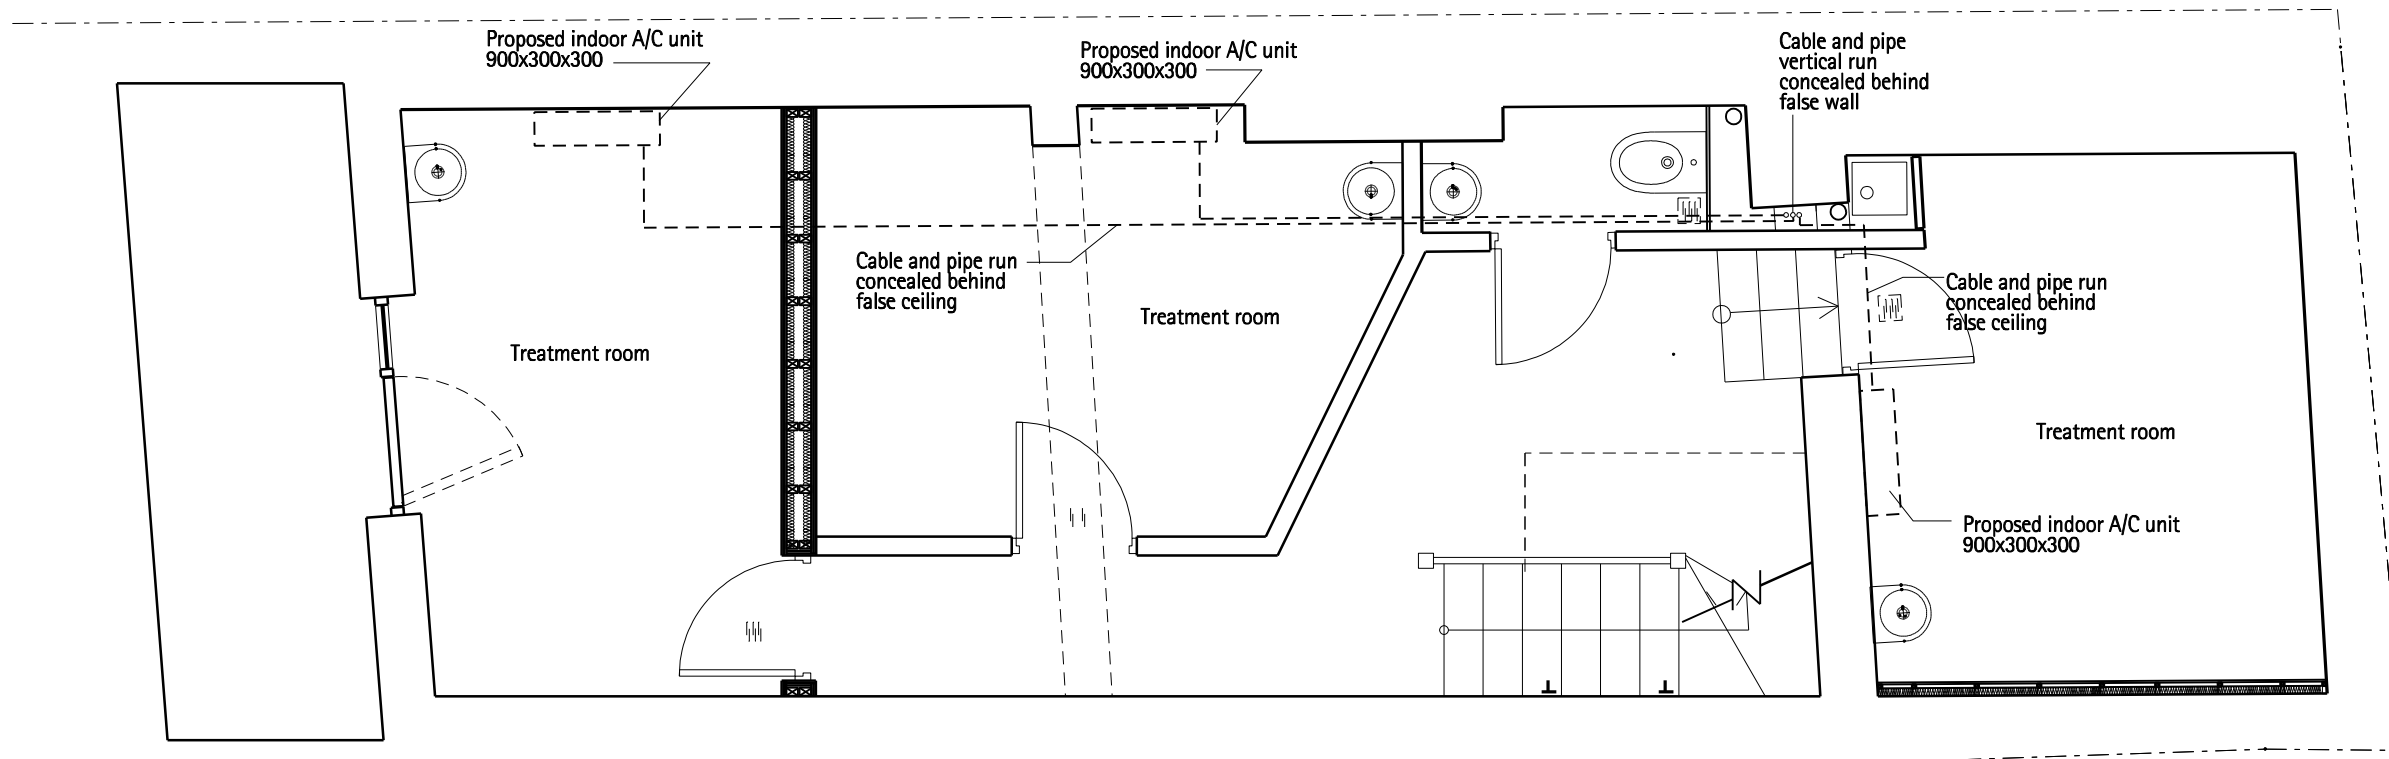 Proposed indoor A/C unit
900x300x300
Proposed indoor A/C unit
900x300x300
Cable and pipe
vertical run
concealed behind
false wall
Cable and pipe run
concealed behind
false ceiling
Cable and pipe run
concealed behind
false ceiling
Treatment room
Treatment room
Treatment room
Proposed indoor A/C unit
900x300x300